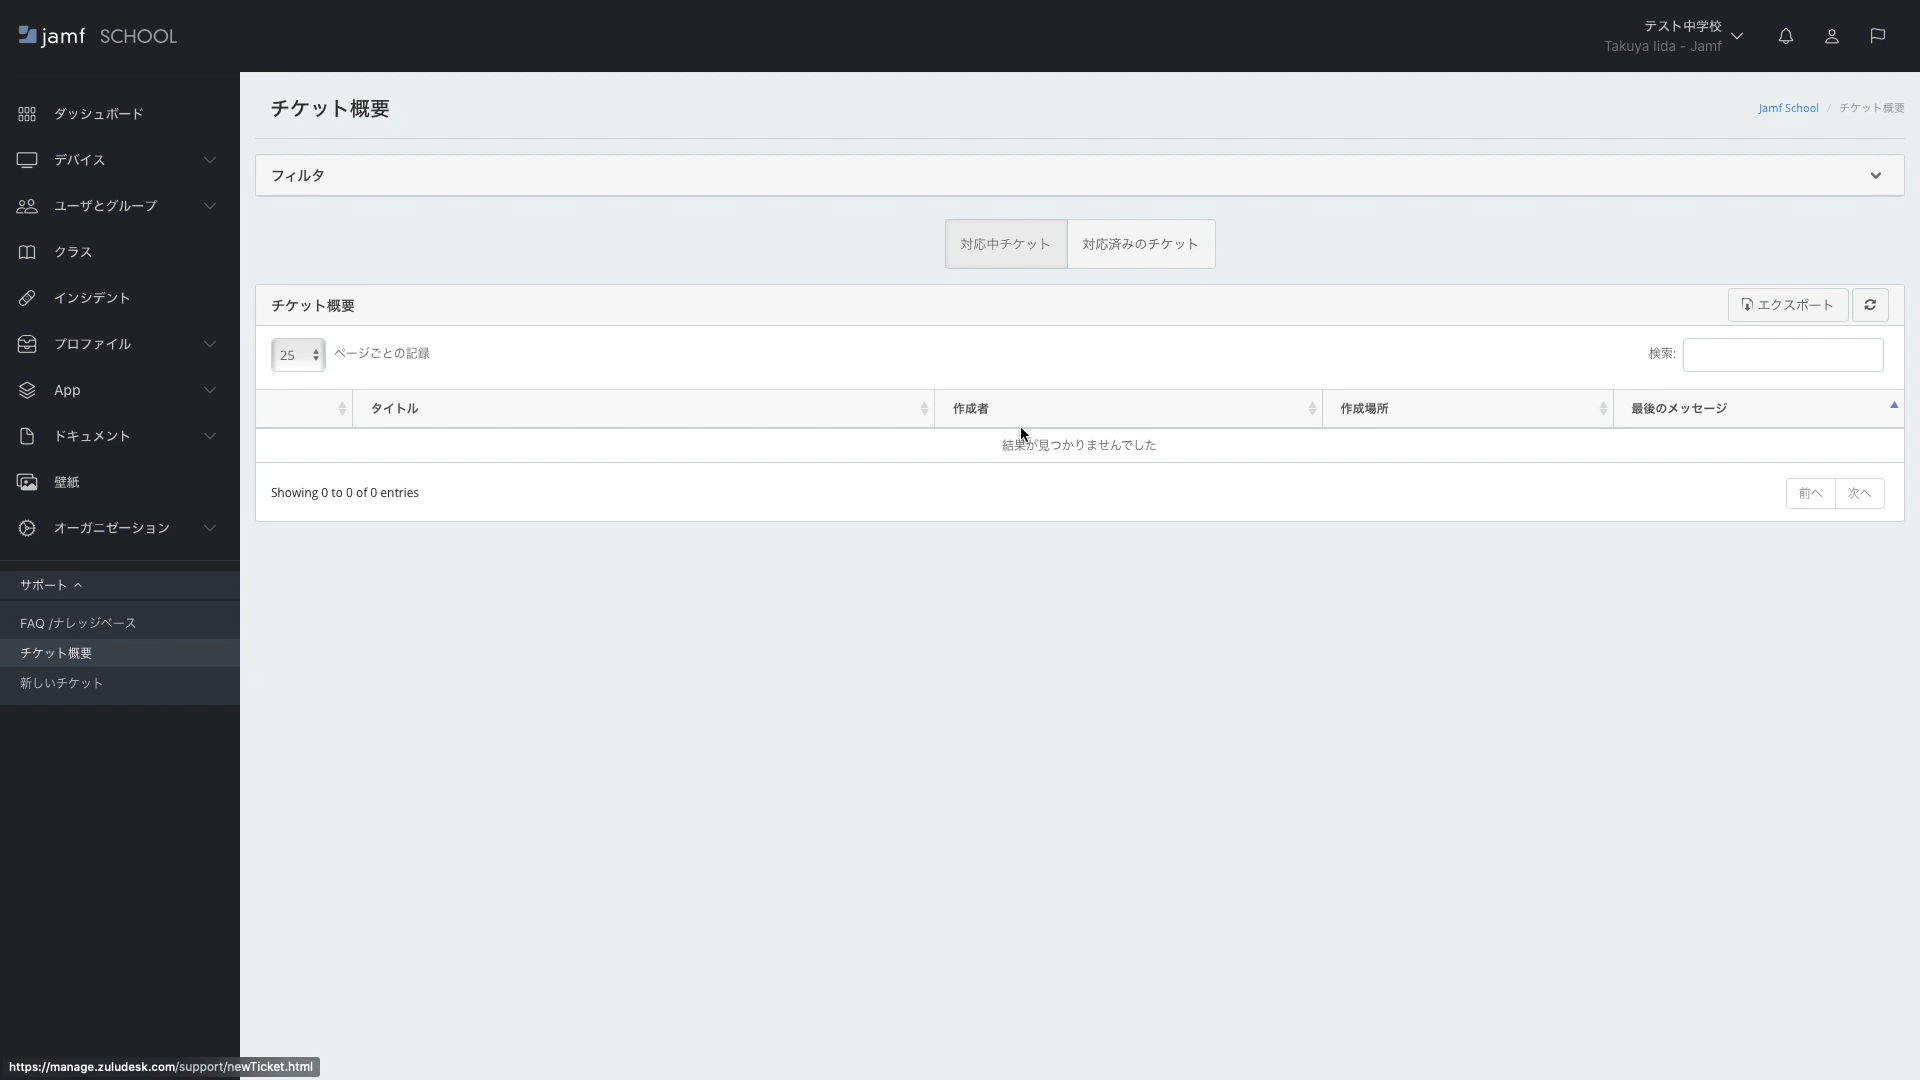 jamf SCHOOL
テスト中学校
Takuya Iida - Jamf
ダッシュボード
デバイス
ユーザとグループ
クラス
インシデント
プロファイル
App
ドキュメント
壁紙
オーガニゼーション
サポート
FAQ /ナレッジベース
チケット概要
新しいチケット
チケット概要
Jamf School / チケット概要
フィルタ
対応中チケット 対応済みのチケット
チケット概要
エクスポート
25 ページごとの記録
検索:
タイトル 作成者 作成場所 最後のメッセージ
結果が見つかりませんでした
Showing 0 to 0 of 0 entries
前へ 次へ
https://manage.zuludesk.com/support/newTicket.html